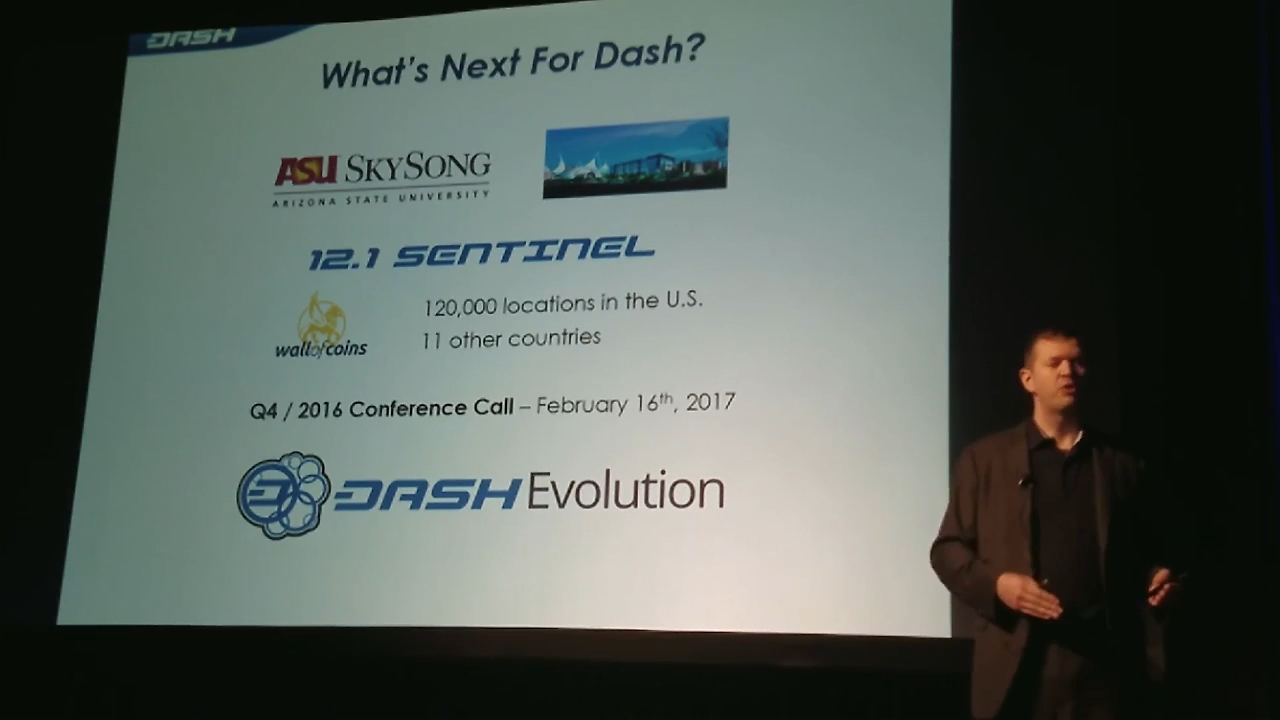 DASH
What's Next For Dash?
ASU SKYSONG
ARIZONA STATE UNIVERSITY
12.1 SENTINEL
120,000 locations in the U.S.
wallofcoins
11 other countries
Q4 / 2016 Conference Call – February 16th, 2017
DASH Evolution